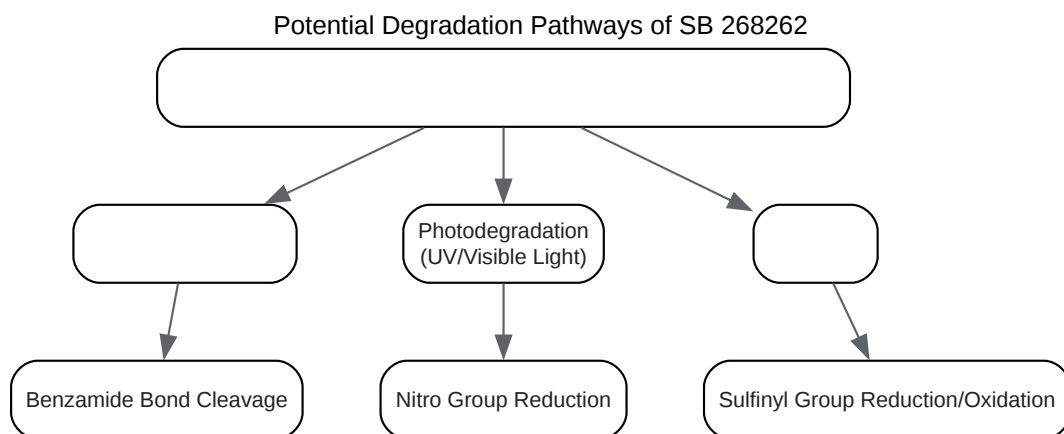 Potential Degradation Pathways of SB 268262
Photodegradation
(UV/Visible Light)
Benzamide Bond Cleavage
Nitro Group Reduction
Sulfinyl Group Reduction/Oxidation